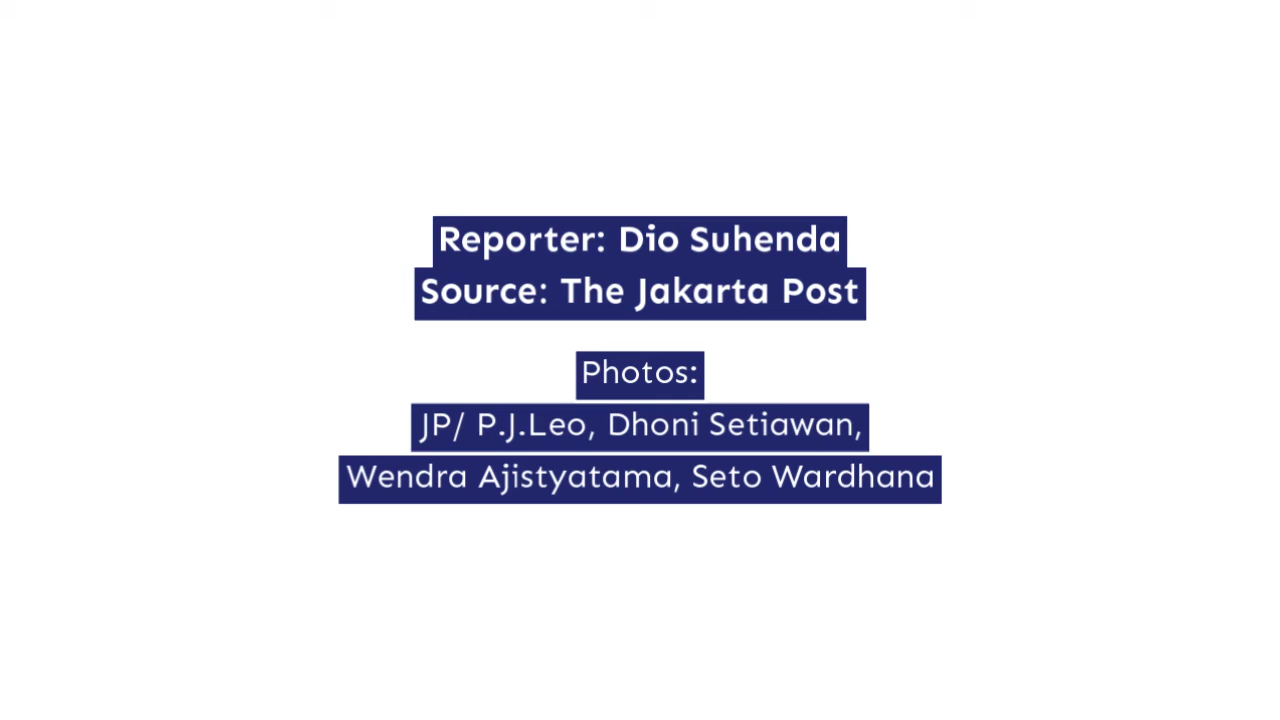 Reporter: Dio Suhenda
Source: The Jakarta Post
Photos:
JP/ P.J.Leo, Dhoni Setiawan,
Wendra Ajistyatama, Seto Wardhana